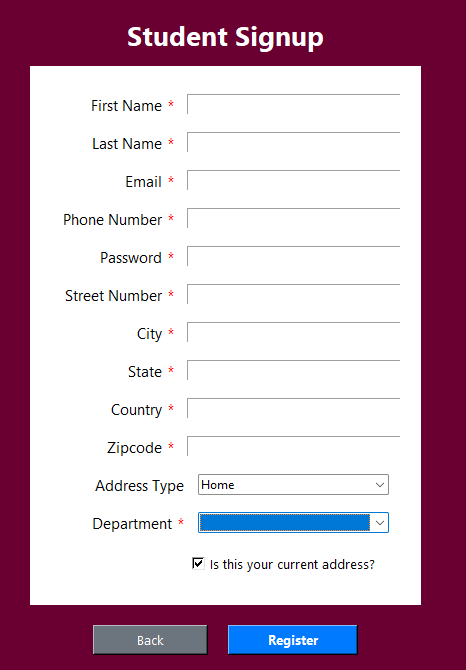 Student Signup
First Name *
Last Name *
Email *
Phone Number *
Password *
Street Number *
City *
State *
Country *
Zipcode *
Address Type Home
Department *
Is this your current address?
Back Register